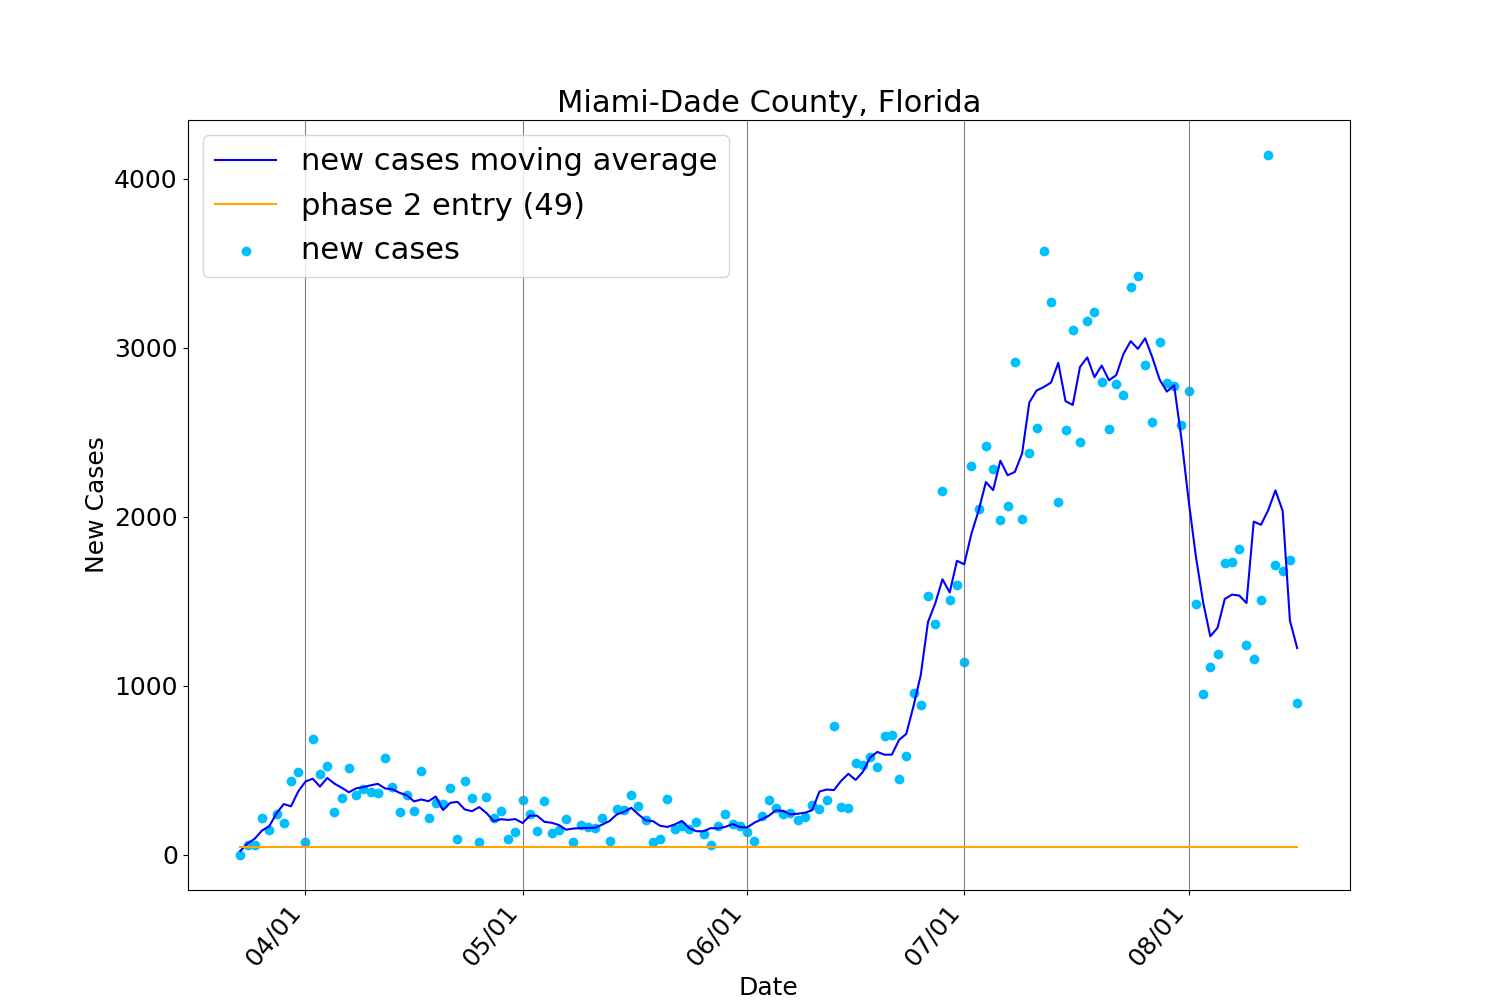 Miami-Dade County, Florida
new cases moving average
phase 2 entry (49)
new cases
4000
3000
2000
1000
0
New Cases
04/01
05/01
06/01
07/01
08/01
Date